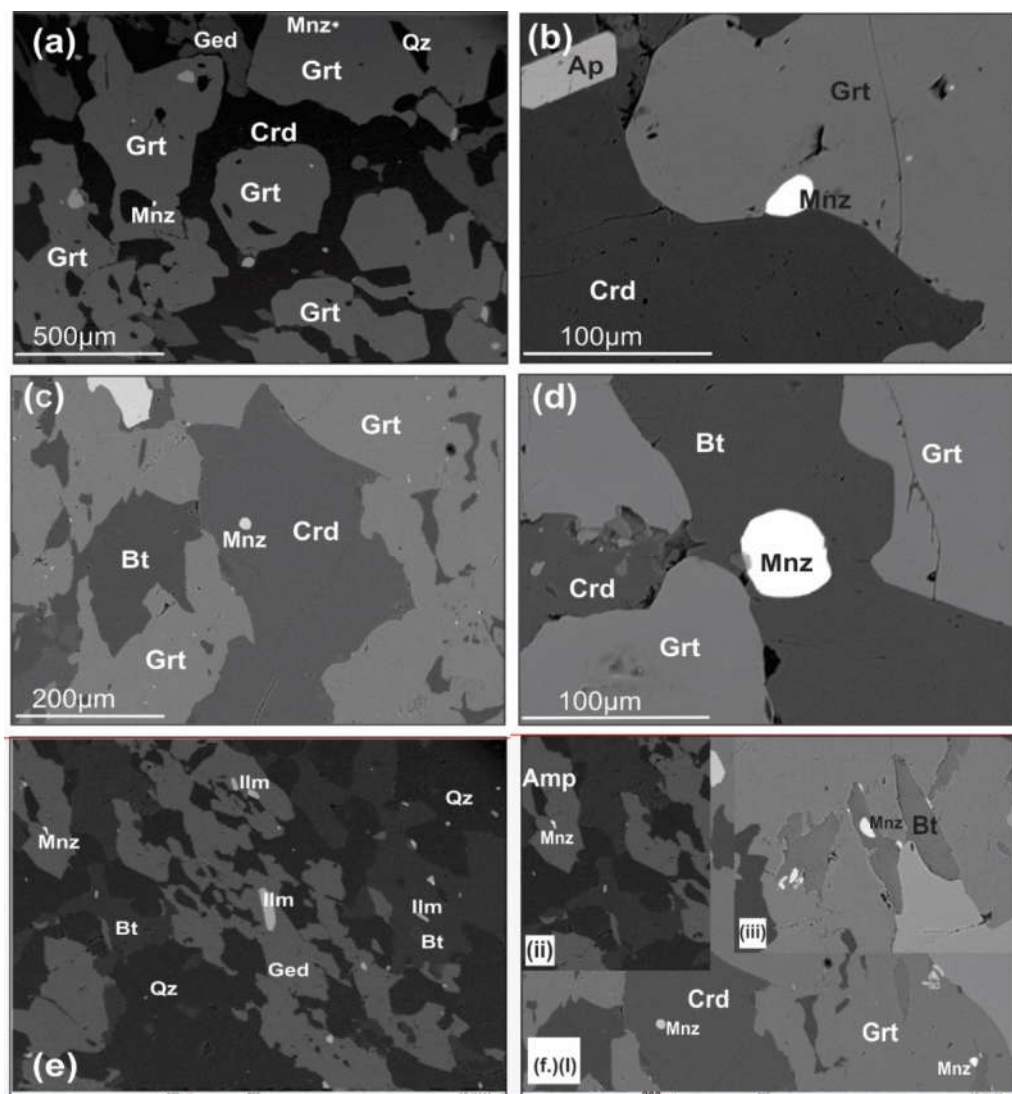 (a)
Ged
Mnz
Qz
Grt
Grt
Crd
Grt
Mnz
Grt
Grt
500µm
(b)
Ap
Grt
Mnz
Crd
100µm
(c)
Grt
Mnz
Crd
Bt
Grt
200µm
(d)
Bt
Grt
Mnz
Crd
Grt
100µm
Ilm
Qz
Mnz
Ilm
Ilm
Bt
Bt
Ged
Qz
(e)
Amp
Mnz
Mnz
Bt
(ii)
(iii)
Crd
Mnz
Grt
Mnz
(f.)(I)